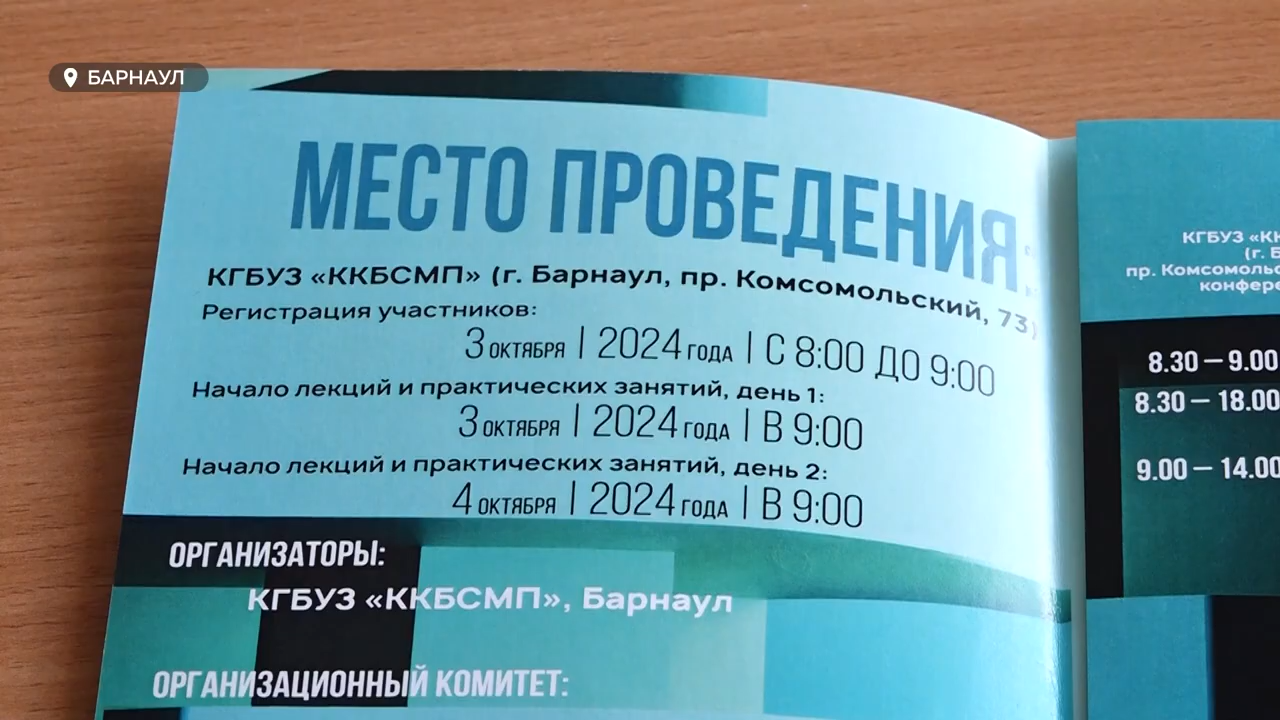 БАРНАУЛ
МЕСТО ПРОВЕДЕНИЯ:
КГБУЗ «ККБСМП» (г. Барнаул, пр. Комсомольский, 73)
Регистрация участников:
3 ОКТЯБРЯ | 2024 ГОДА | С 8:00 ДО 9:00
Начало лекций и практических занятий, день 1:
3 ОКТЯБРЯ | 2024 ГОДА | В 9:00
Начало лекций и практических занятий, день 2:
4 ОКТЯБРЯ | 2024 ГОДА | В 9:00
ОРГАНИЗАТОРЫ:
КГБУЗ «ККБСМП», Барнаул
ОРГАНИЗАЦИОННЫЙ КОМИТЕТ:
КГБУЗ
(г.
пр.
8.30 – 9.00
8.30 – 18.00
9.00 – 14.00